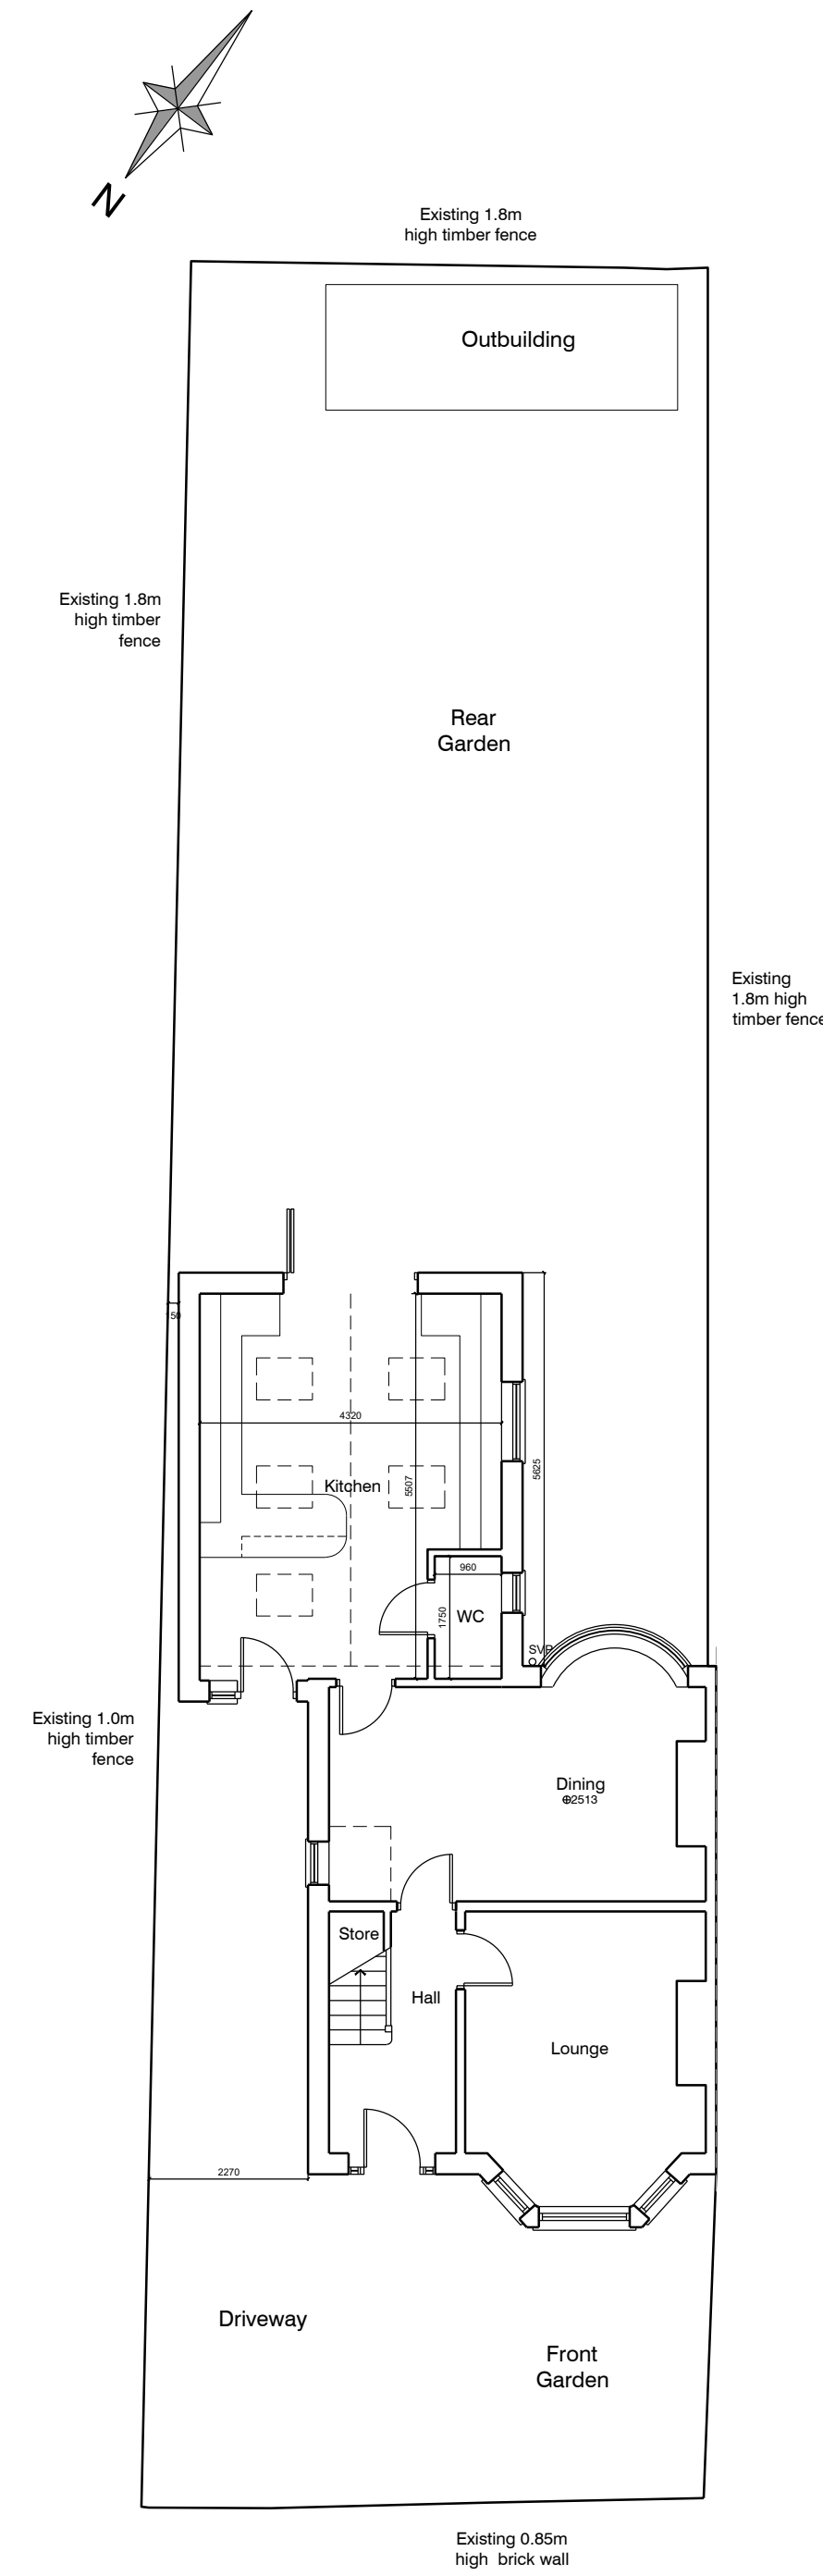 N
Existing 1.8m
high timber fence
Outbuilding
Existing 1.8m
high timber
fence
Rear
Garden
Existing
1.8m high
timber fence
150
4320
Kitchen
5507
5625
960
1750
WC
SVP
Existing 1.0m
high timber
fence
Dining
2513
Store
Hall
Lounge
2270
Driveway
Front
Garden
Existing 0.85m
high brick wall